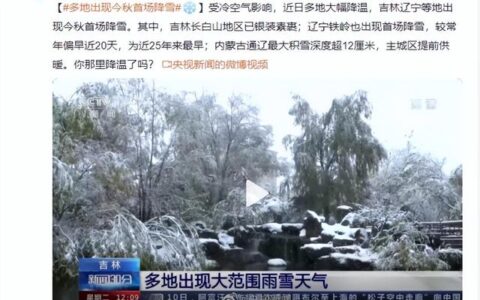 【#多地出现今秋首场降雪#❄️】受冷空气影响，近日多地大幅降温，吉林辽宁等地出
现今秋首场降雪。其中，吉林长白山地区已银装素裹；辽宁铁岭也出现首场降雪，较常
年偏早近20天，为近25年来最早；内蒙古通辽最大积雪深度超12厘米，主城区提前供
暖。你那里降温了吗？央视新闻的微博视频
吉林
新闻30分
多地出现大范围雨雪天气
星期二 12:09